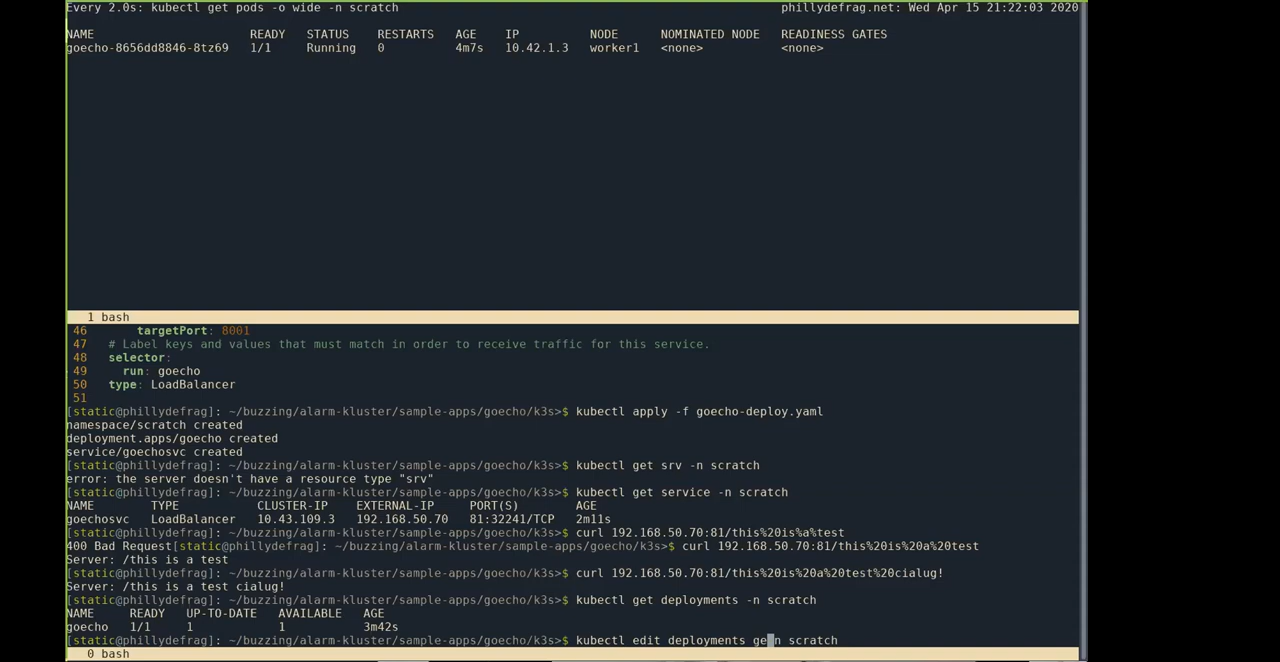 Every 2.0s: kubectl get pods -o wide -n scratch phillydefrag.net: Wed Apr 15 21:22:03 2020
NAME READY STATUS RESTARTS AGE IP NODE NOMINATED NODE READINESS GATES
goecho-8656dd8846-8tz69 1/1 Running 0 4m7s 10.42.1.3 worker1 <none> <none>
1 bash
46 targetPort: 8001
47 # Label keys and values that must match in order to receive traffic for this service.
48 selector:
49 run: goecho
50 type: LoadBalancer
51
[static@phillydefrag]: ~/buzzing/alarm-kluster/sample-apps/goecho/k3s>$ kubectl apply -f goecho-deploy.yaml
namespace/scratch created
deployment.apps/goecho created
service/goechosvc created
[static@phillydefrag]: ~/buzzing/alarm-kluster/sample-apps/goecho/k3s>$ kubectl get srv -n scratch
error: the server doesn't have a resource type "srv"
[static@phillydefrag]: ~/buzzing/alarm-kluster/sample-apps/goecho/k3s>$ kubectl get service -n scratch
NAME TYPE CLUSTER-IP EXTERNAL-IP PORT(S) AGE
goechosvc LoadBalancer 10.43.109.3 192.168.50.70 81:32241/TCP 2m11s
[static@phillydefrag]: ~/buzzing/alarm-kluster/sample-apps/goecho/k3s>$ curl 192.168.50.70:81/this%20is%a%test
400 Bad Request[static@phillydefrag]: ~/buzzing/alarm-kluster/sample-apps/goecho/k3s>$ curl 192.168.50.70:81/this%20is%20a%20test
Server: /this is a test
[static@phillydefrag]: ~/buzzing/alarm-kluster/sample-apps/goecho/k3s>$ curl 192.168.50.70:81/this%20is%20a%20test%20cialug!
Server: /this is a test cialug!
[static@phillydefrag]: ~/buzzing/alarm-kluster/sample-apps/goecho/k3s>$ kubectl get deployments -n scratch
NAME READY UP-TO-DATE AVAILABLE AGE
goecho 1/1 1 1 3m42s
[static@phillydefrag]: ~/buzzing/alarm-kluster/sample-apps/goecho/k3s>$ kubectl edit deployments ge n scratch
0 bash